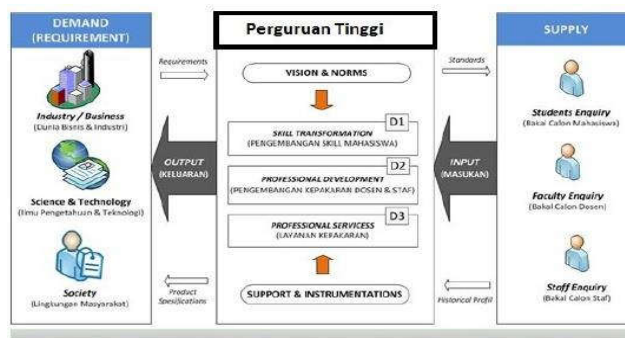 DEMAND
(REQUIREMENT)
Industry / Business
(Dunia Bisnis & Industri)
Science & Technology
(Ilmu Pengetahuan & Teknologi)
Society
(Lingkungan Masyarakat)
Requirements
OUTPUT
(KELUARAN)
Product
Spesifications
Perguruan Tinggi
VISION & NORMS
D1
SKILL TRANSFORMATION
(PENGEMBANGAN SKILL MAHASISWA)
D2
PROFESSIONAL DEVELOPMENT
(PENGEMBANGAN KEPAKARAN DOSEN & STAF)
D3
PROFESSIONAL SERVICES
(LAYANAN KEPAKARAN)
SUPPORT & INSTRUMENTATIONS
Standards
INPUT
(MASUKAN)
Historical Profil
SUPPLY
Students Enquiry
(Bakal Calon Mahasiswa)
Faculty Enquiry
(Bakal Calon Dosen)
Staff Enquiry
(Bakal Calon Staf)